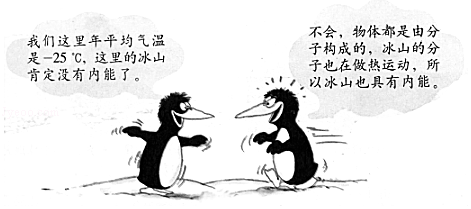 我们这里年平均气温
是-25 ℃，这里的冰山
肯定没有内能了。
不会，物体都是由分
子构成的，冰山的分
子也在做热运动，所
以冰山也具有内能。